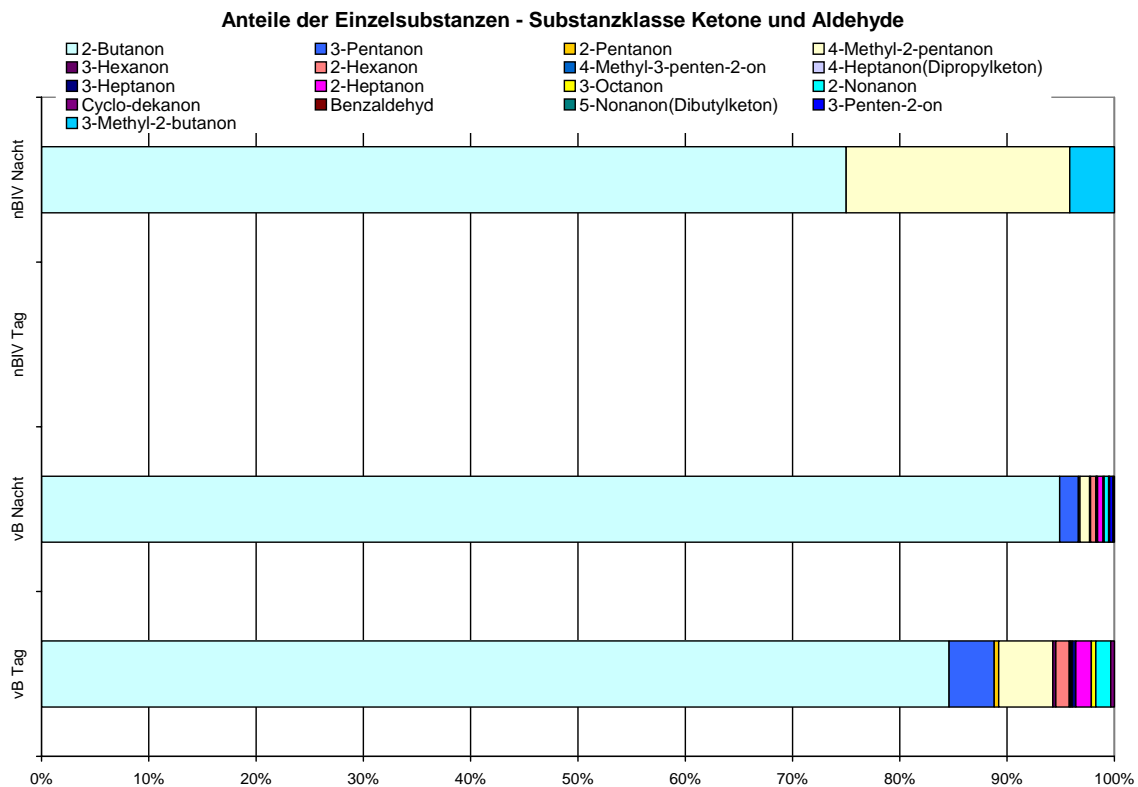 Anteile der Einzelsubstanzen - Substanzklasse Ketone und Aldehyde
2-Butanon 3-Pentanon 2-Pentanon 4-Methyl-2-pentanon
3-Hexanon 2-Hexanon 4-Methyl-3-penten-2-on 4-Heptanon(Dipropylketon)
3-Heptanon 2-Heptanon 3-Octanon 2-Nonanon
Cyclo-dekanon Benzaldehyd 5-Nonanon(Dibutylketon) 3-Penten-2-on
3-Methyl-2-butanon
nBIV Nacht
nBIV Tag
vB Nacht
vB Tag
0% 10% 20% 30% 40% 50% 60% 70% 80% 90% 100%